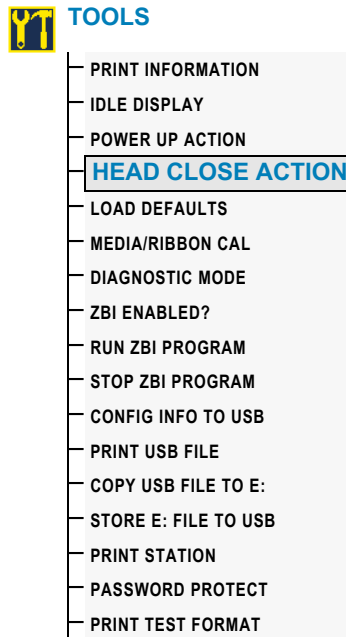 TOOLS
PRINT INFORMATION
IDLE DISPLAY
POWER UP ACTION
HEAD CLOSE ACTION
LOAD DEFAULTS
MEDIA/RIBBON CAL
DIAGNOSTIC MODE
ZBI ENABLED?
RUN ZBI PROGRAM
STOP ZBI PROGRAM
CONFIG INFO TO USB
PRINT USB FILE
COPY USB FILE TO E:
STORE E: FILE TO USB
PRINT STATION
PASSWORD PROTECT
PRINT TEST FORMAT